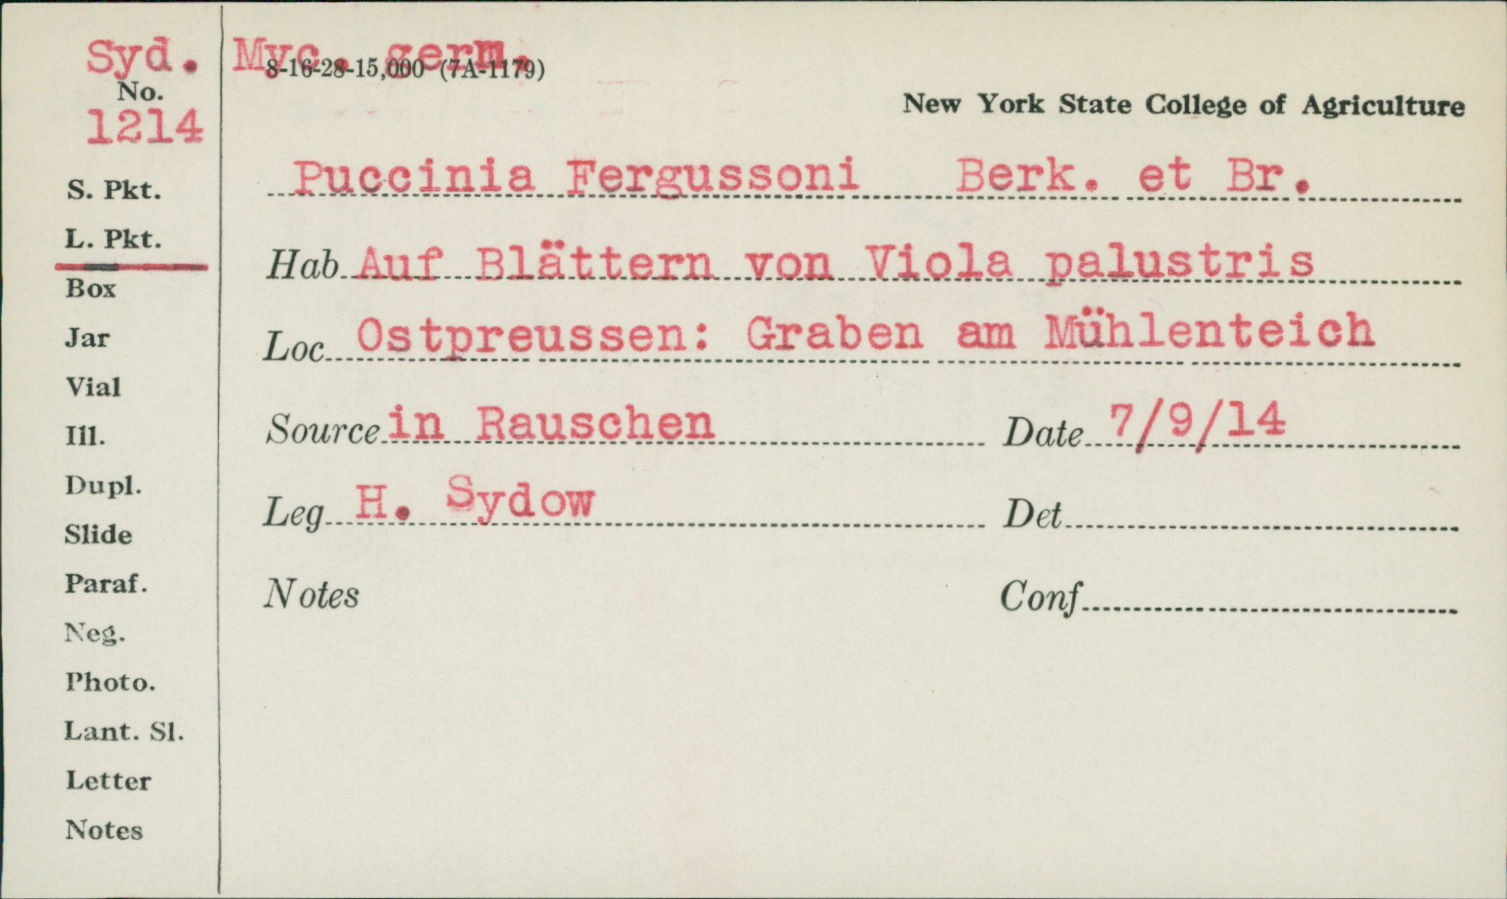 Syd. Myc. germ.
8-16-28-15,000 (7A-1179)
No.
1214
New York State College of Agriculture
Puccinia Fergussoni Berk. et Br.
S. Pkt.
L. Pkt.
Hab Auf Blättern von Viola palustris
Box
Loc Ostpreussen: Graben am Mühlenteich
Jar
Vial
Source in Rauschen Date 7/9/14
Ill.
Dupl.
Leg H. Sydow Det
Slide
Paraf.
Notes Conf
Neg.
Photo.
Lant. Sl.
Letter
Notes